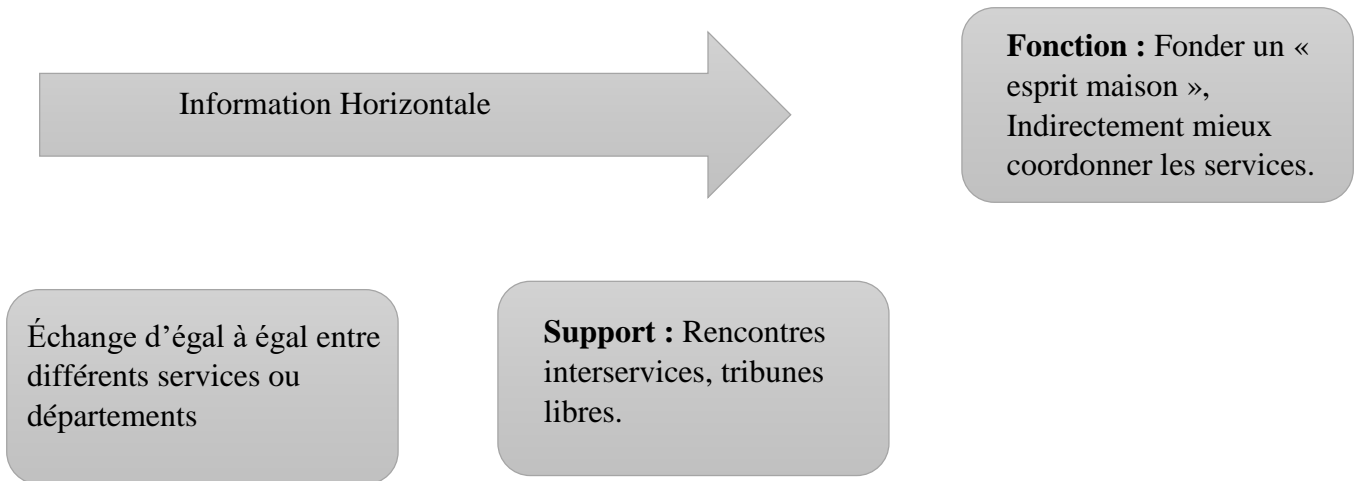 Information Horizontale
Fonction : Fonder un «
esprit maison »,
Indirectement mieux
coordonner les services.
Échange d’égal à égal entre
différents services ou
départements
Support : Rencontres
interservices, tribunes
libres.